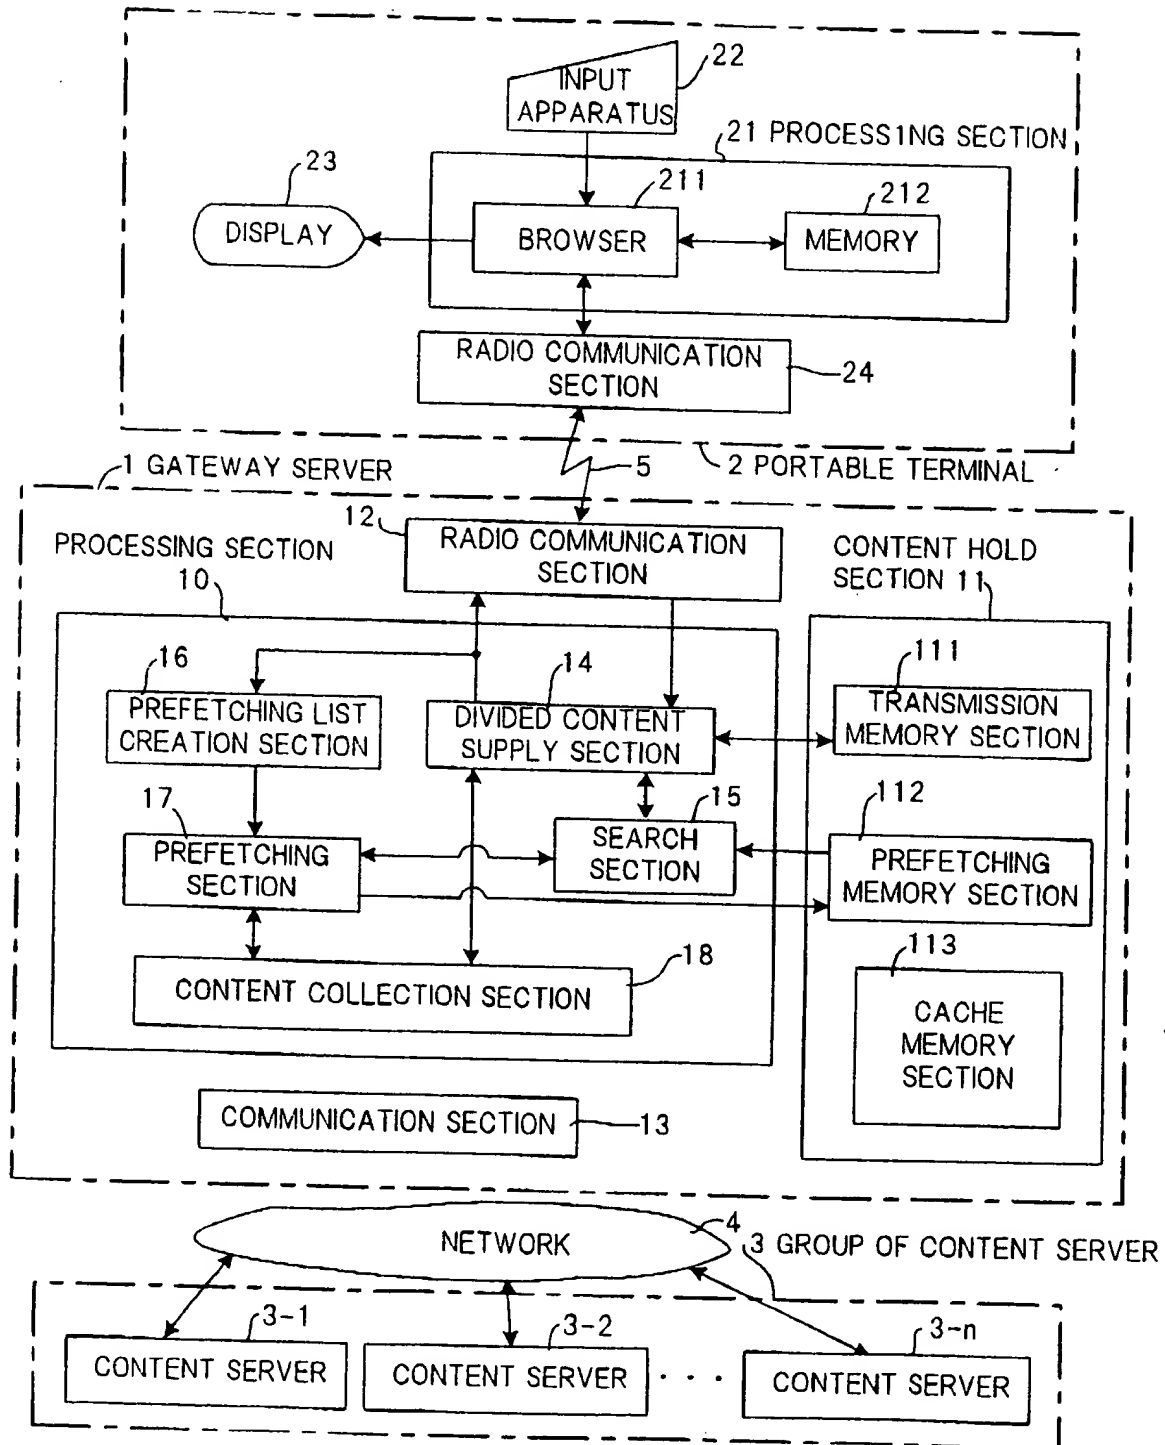 22
INPUT
APPARATUS
21 PROCESS1NG SECTION
23
211
212
DISPLAY
BROWSER
MEMORY
RADIO COMMUNICATION
SECTION
24
1 GATEWAY SERVER
5
2 PORTABLE TERMINAL
12
RADIO COMMUNICATION
SECTION
PROCESSING SECTION
10
CONTENT HOLD
SECTION 11
16
14
111
PREFETCHING LIST
CREATION SECTION
DIVIDED CONTENT
SUPPLY SECTION
TRANSMISSION
MEMORY SECTION
17
15
112
PREFETCHING
SECTION
SEARCH
SECTION
PREFETCHING
MEMORY SECTION
18
113
CONTENT COLLECTION SECTION
CACHE
MEMORY
SECTION
COMMUNICATION SECTION
13
4
NETWORK
3 GROUP OF CONTENT SERVER
3-1
3-2
3-n
CONTENT SERVER
CONTENT SERVER
· · ·
CONTENT SERVER